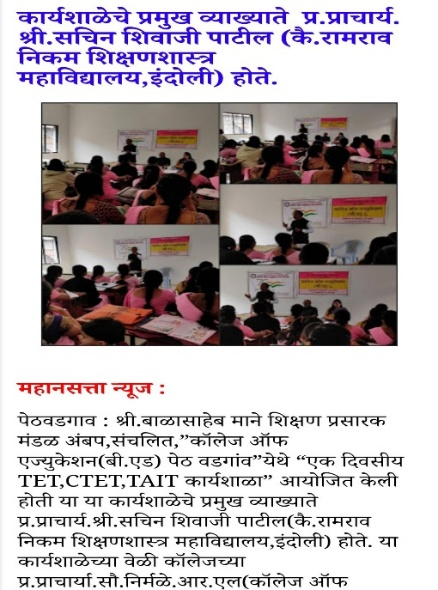 कार्यशाळेचे प्रमुख व्याख्याते प्र.प्राचार्य.
श्री.सचिन शिवाजी पाटील (कै.रामराव
निकम शिक्षणशास्त्र
महाविद्यालय,इंदोली) होते.
महानसत्ता न्यूज :
पेठवडगाव : श्री.बाळासाहेब माने शिक्षण प्रसारक
मंडळ अंबप,संचलित,”कॉलेज ऑफ
एज्युकेशन(बी.एड) पेठ वडगांव”येथे “एक दिवसीय
TET,CTET,TAIT कार्यशाळा” आयोजित केली
होती या या कार्यशाळेचे प्रमुख व्याख्याते
प्र.प्राचार्य.श्री.सचिन शिवाजी पाटील(कै.रामराव
निकम शिक्षणशास्त्र महाविद्यालय,इंदोली) होते. या
कार्यशाळेच्या वेळी कॉलेजच्या
प्र.प्राचार्या.सौ.निर्मळे.आर.एल(कॉलेज ऑफ